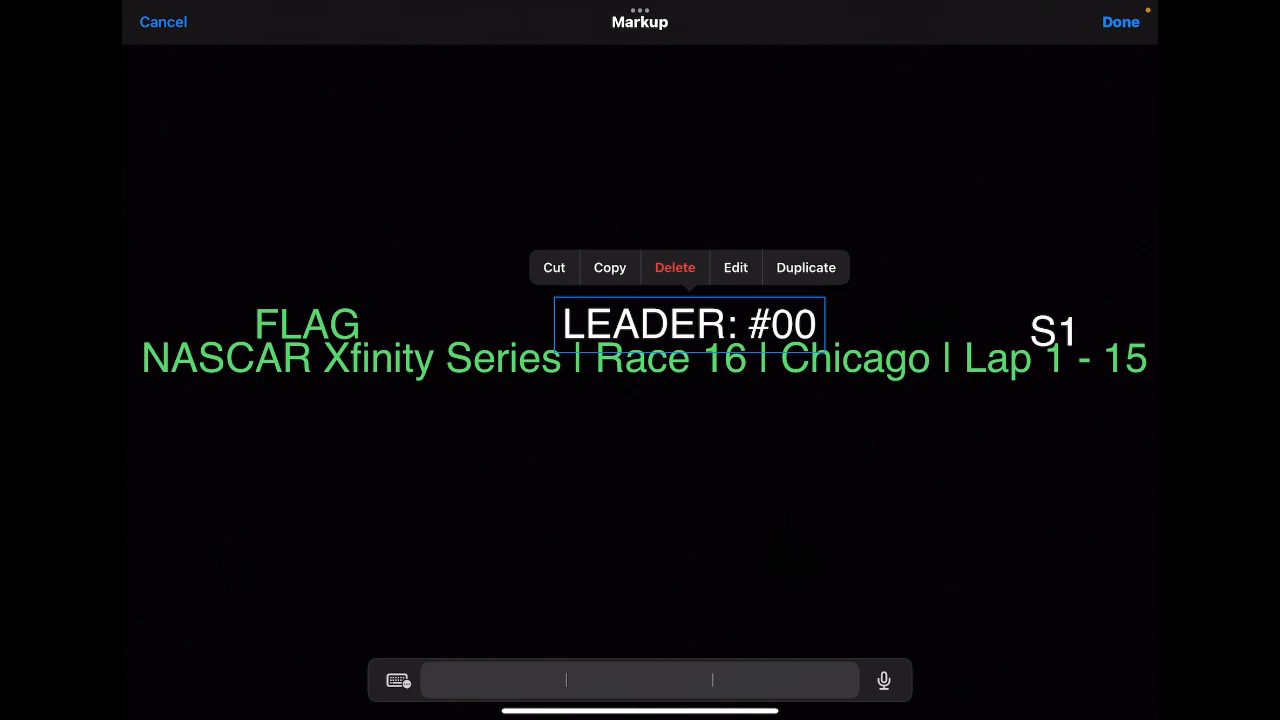 Cancel
Markup
Done
Cut Copy Delete Edit Duplicate
FLAG LEADER: #00 S1
NASCAR Xfinity Series | Race 16 | Chicago | Lap 1 - 15